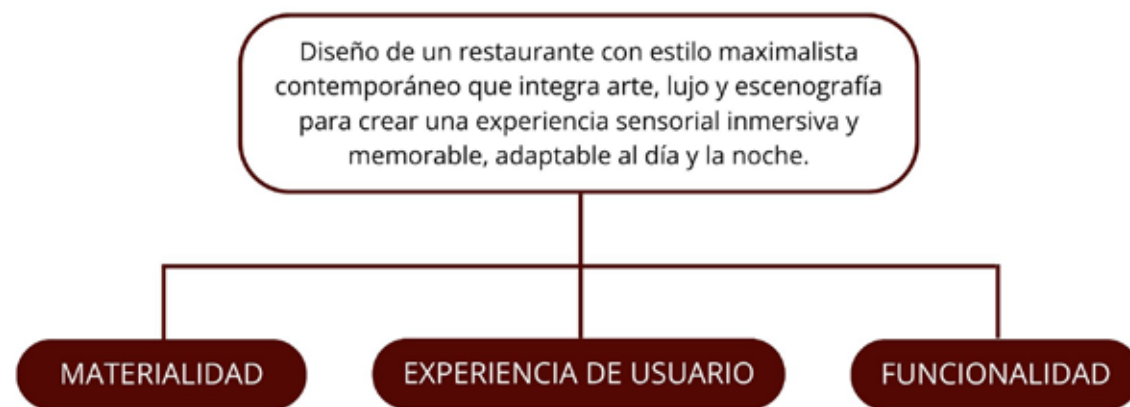 Diseño de un restaurante con estilo maximalista
contemporáneo que integra arte, lujo y escenografía
para crear una experiencia sensorial inmersiva y
memorable, adaptable al día y la noche.
MATERIALIDAD
EXPERIENCIA DE USUARIO
FUNCIONALIDAD